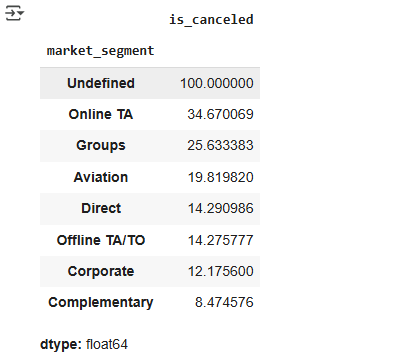 is_canceled
market_segment
Undefined 100.000000
Online TA 34.670069
Groups 25.633383
Aviation 19.819820
Direct 14.290986
Offline TA/TO 14.275777
Corporate 12.175600
Complementary 8.474576
dtype: float64